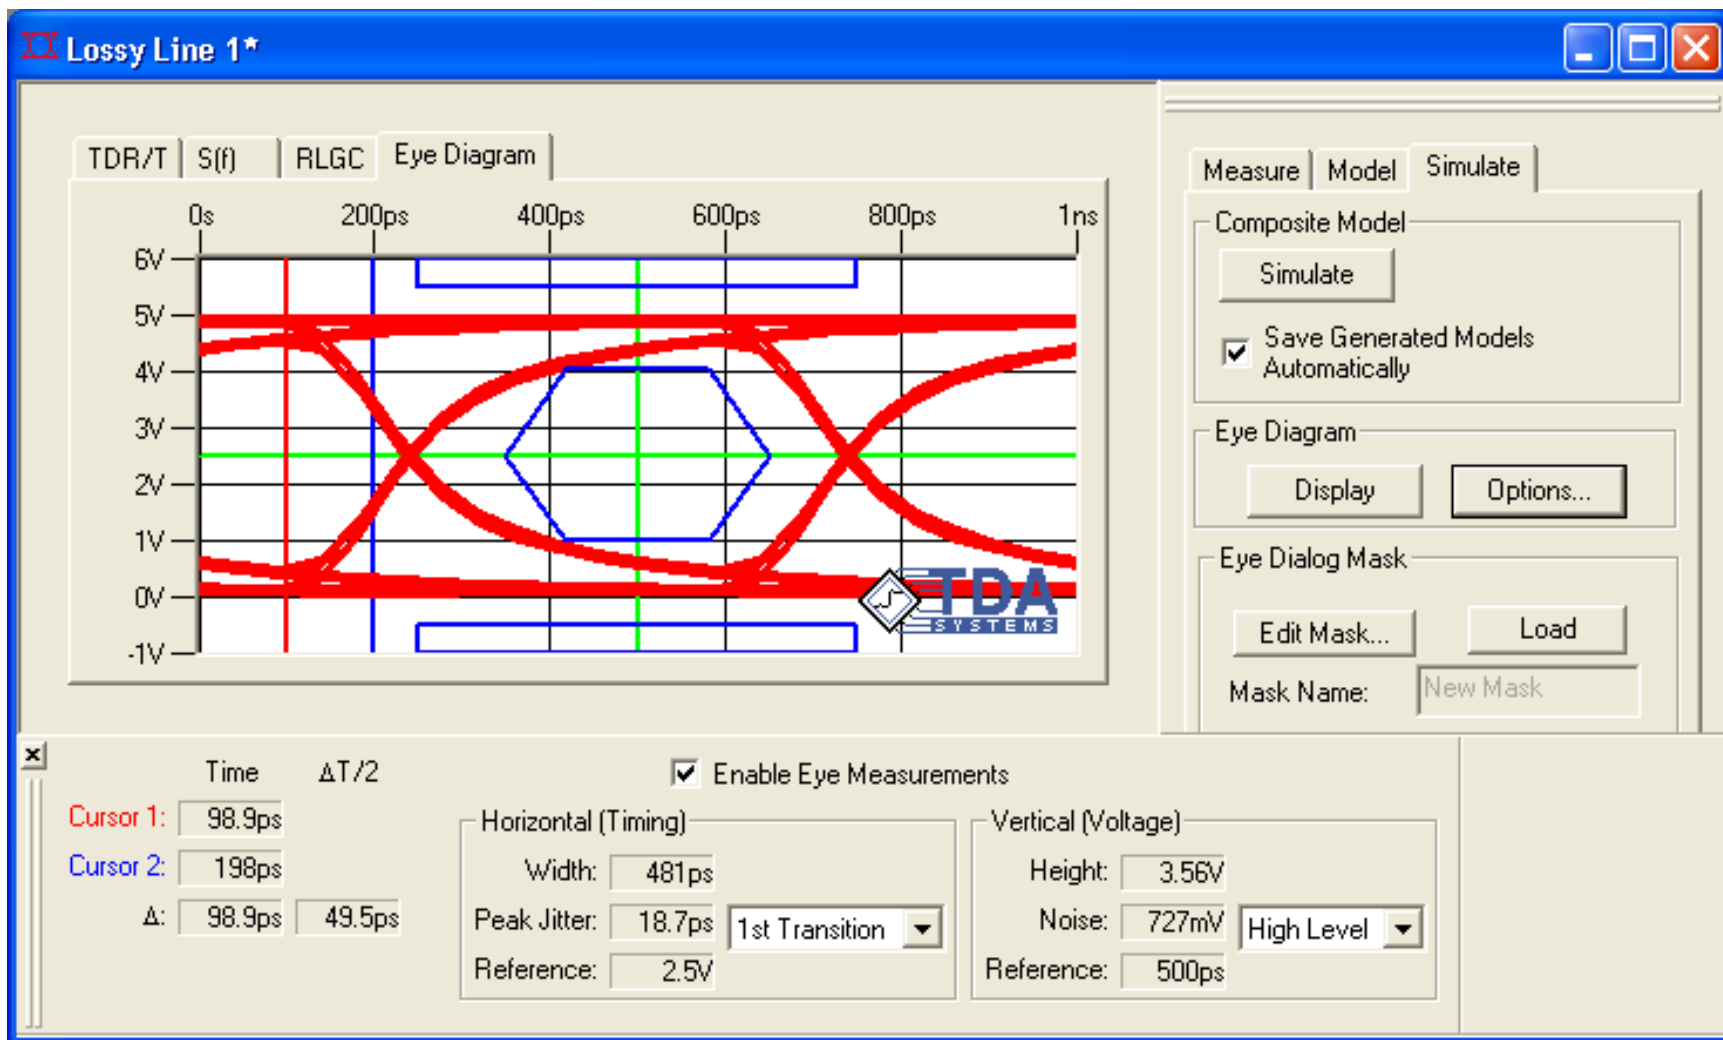 Lossy Line 1*
TDR/T S(f) RLGC Eye Diagram
0s 200ps 400ps 600ps 800ps 1ns
6V
5V
4V
3V
2V
1V
0V
-1V
TDA
SYSTEMS
Measure Model Simulate
Composite Model
Simulate
Save Generated Models
Automatically
Eye Diagram
Display Options...
Eye Dialog Mask
Edit Mask... Load
Mask Name: New Mask
Time ΔT/2
Cursor 1: 98.9ps
Cursor 2: 198ps
Δ: 98.9ps 49.5ps
Enable Eye Measurements
Horizontal (Timing)
Width: 481ps
Peak Jitter: 18.7ps 1st Transition
Reference: 2.5V
Vertical (Voltage)
Height: 3.56V
Noise: 727mV High Level
Reference: 500ps